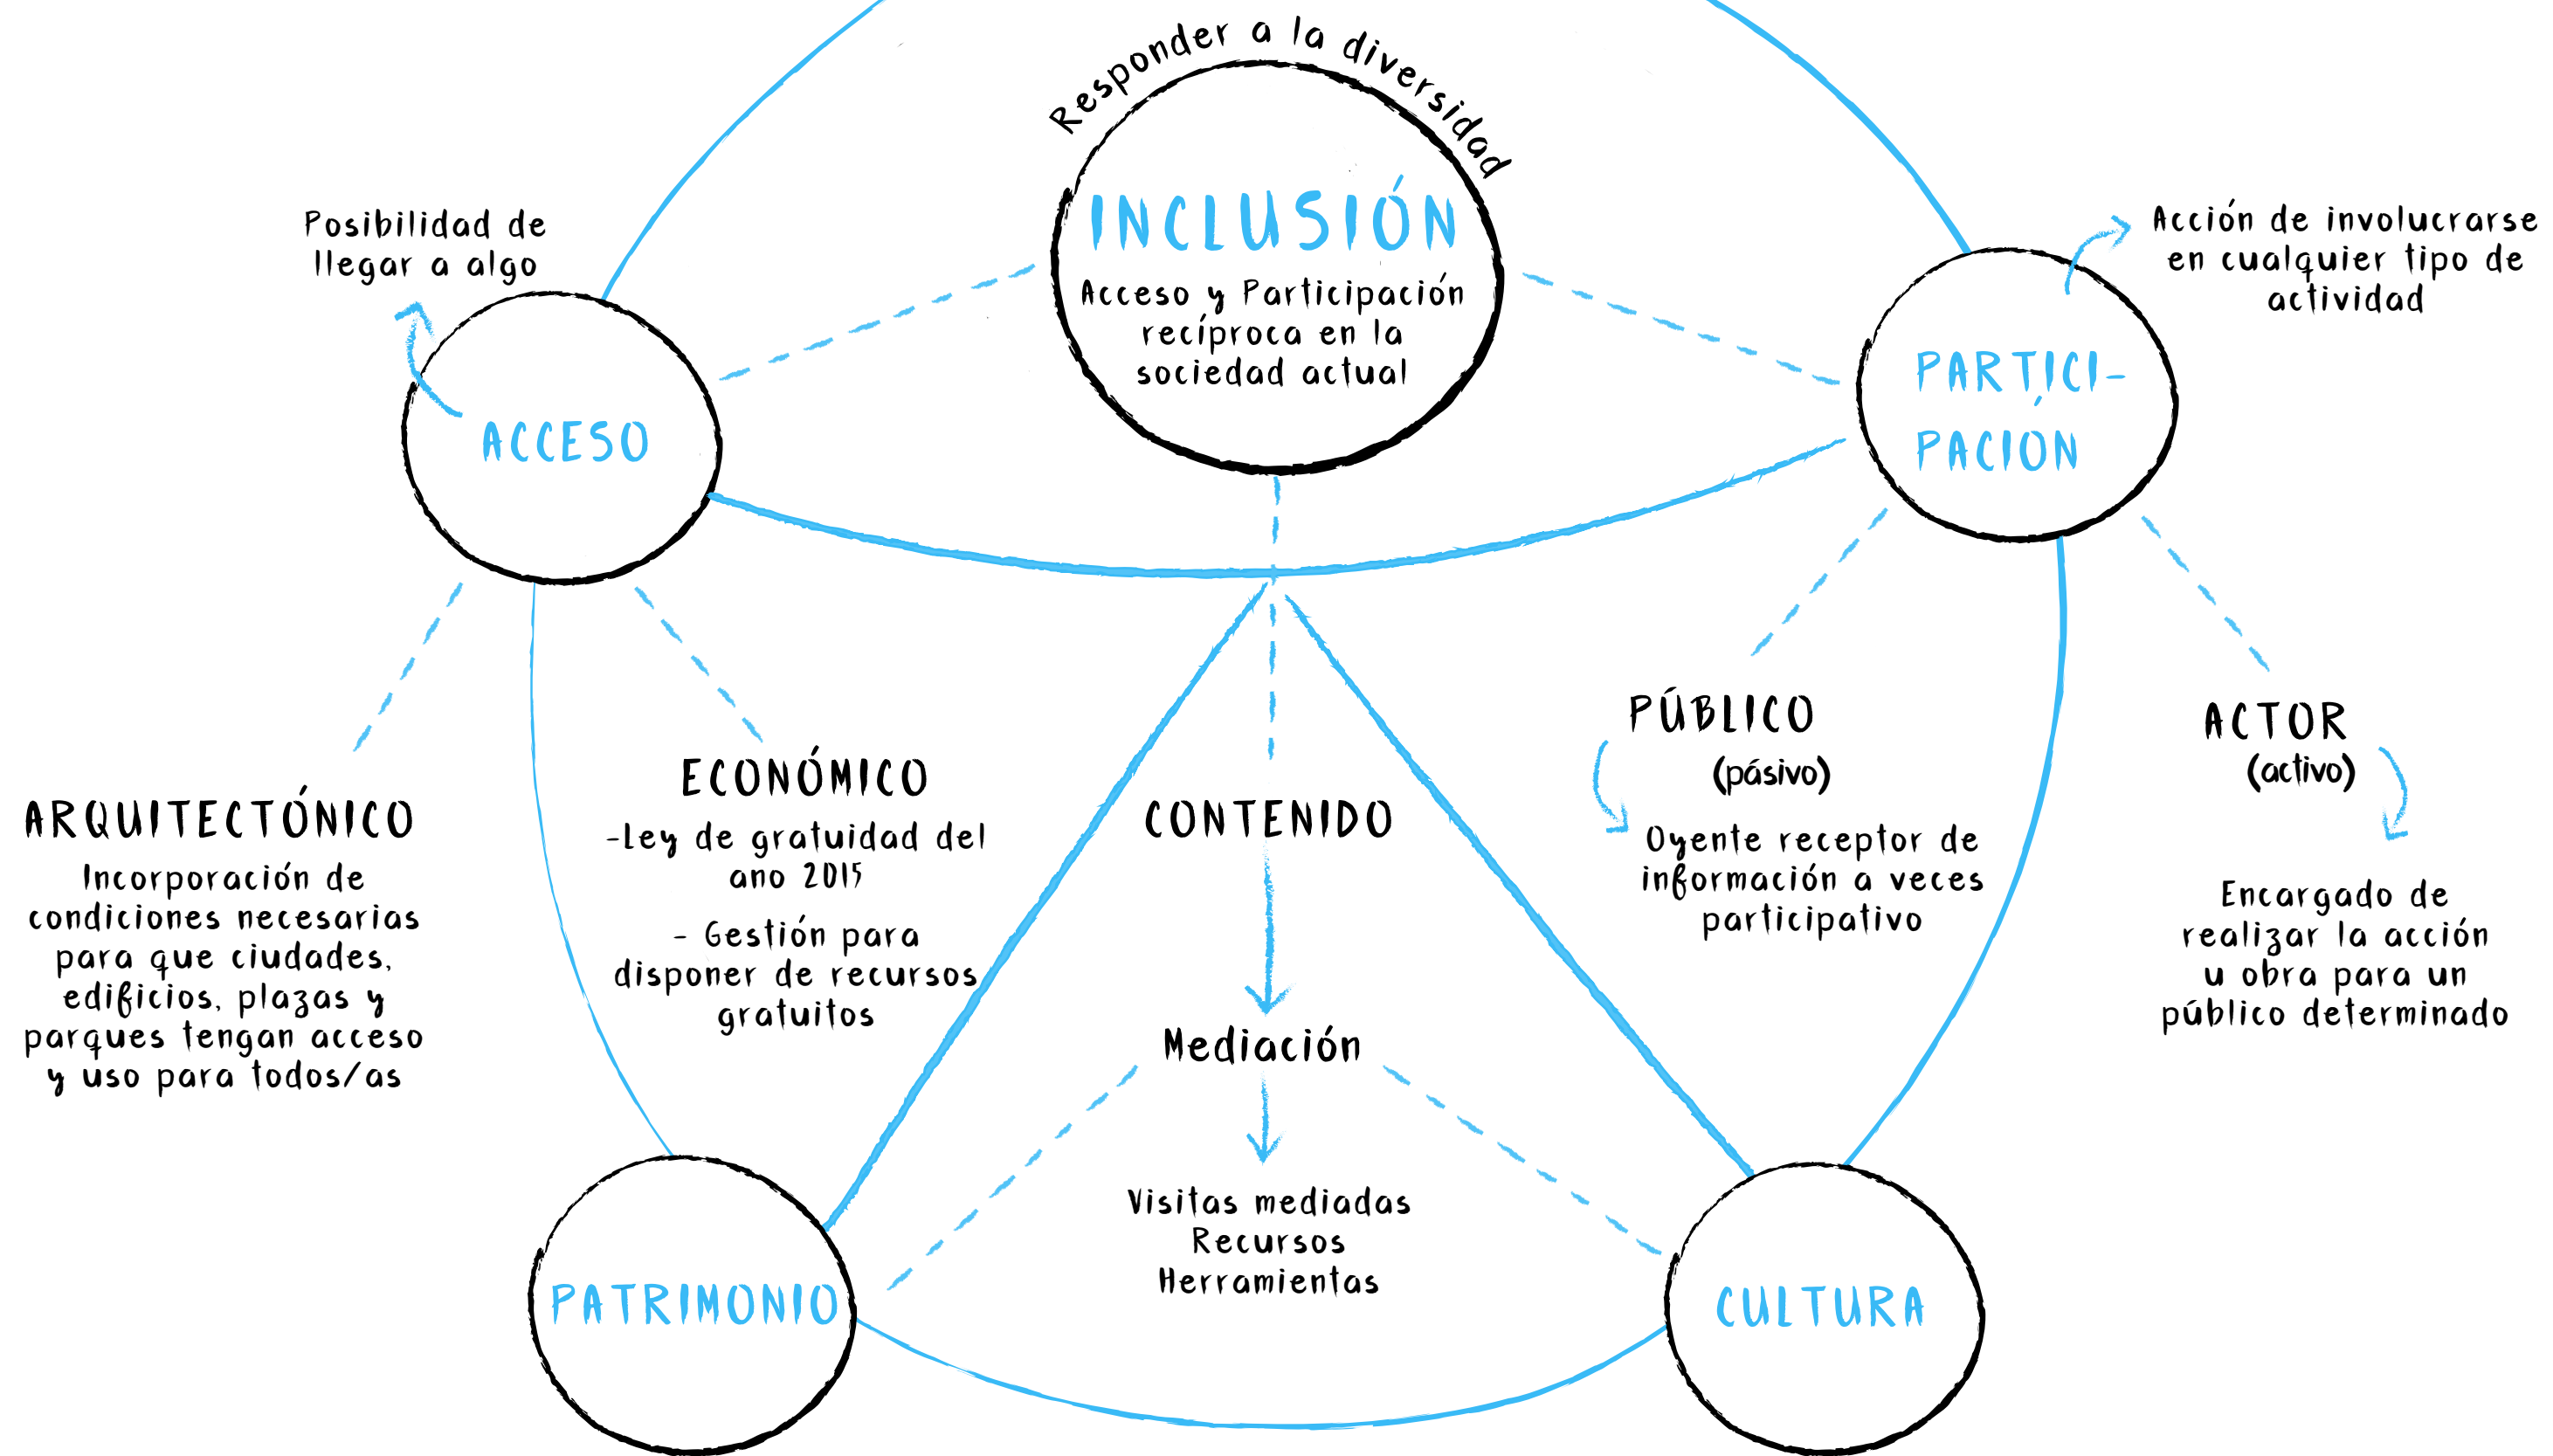 Responder a la diversidad
INCLUSIÓN
Acceso y Participación
recíproca en la
sociedad actual
Posibilidad de
llegar a algo
ACCESO
Acción de involucrarse
en cualquier tipo de
actividad
PARTICI-
PACIÓN
ARQUITECTÓNICO
Incorporación de
condiciones necesarias
para que ciudades,
edificios, plazas y
parques tengan acceso
y uso para todos/as
ECONÓMICO
-Ley de gratuidad del
ano 2015
- Gestión para
disponer de recursos
gratuitos
CONTENIDO
Mediación
Visitas mediadas
Recursos
Herramientas
PÚBLICO
(pásivo)
Oyente receptor de
información a veces
participativo
ACTOR
(activo)
Encargado de
realizar la acción
u obra para un
público determinado
PATRIMONIO
CULTURA